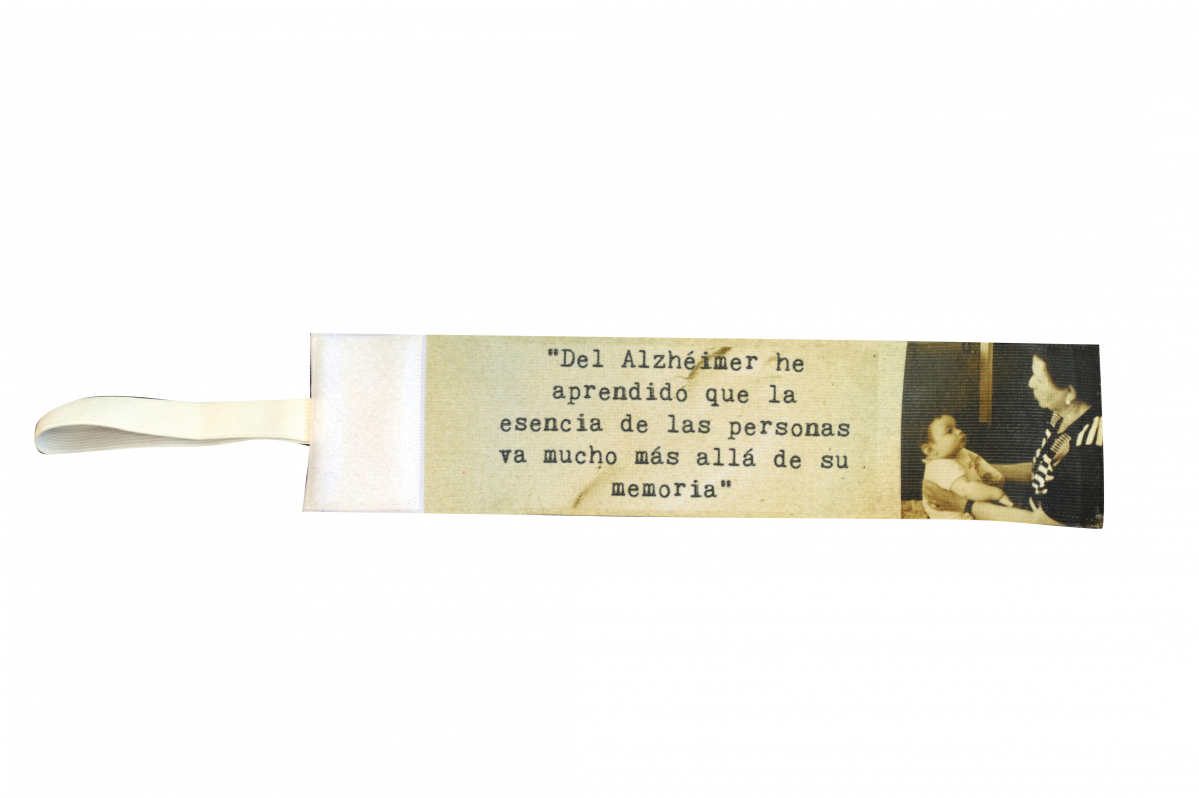 "Del Alzhéimer he
aprendido que la
esencia de las personas
va mucho más allá de su
memoria"